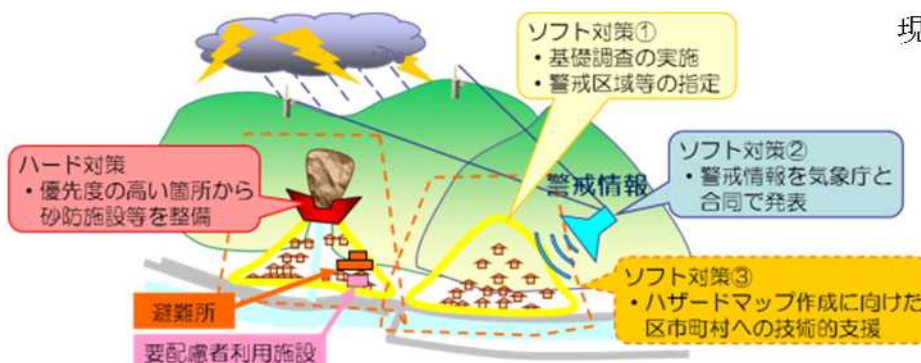 ソフト対策①
・基礎調査の実施
・警戒区域等の指定
ハード対策
・優先度の高い箇所から
砂防施設等を整備
警戒情報
ソフト対策②
・警戒情報を気象庁と
合同で発表
ソフト対策③
・ハザードマップ作成に向けた
区市町村への技術的支援
避難所
要配慮者利用施設